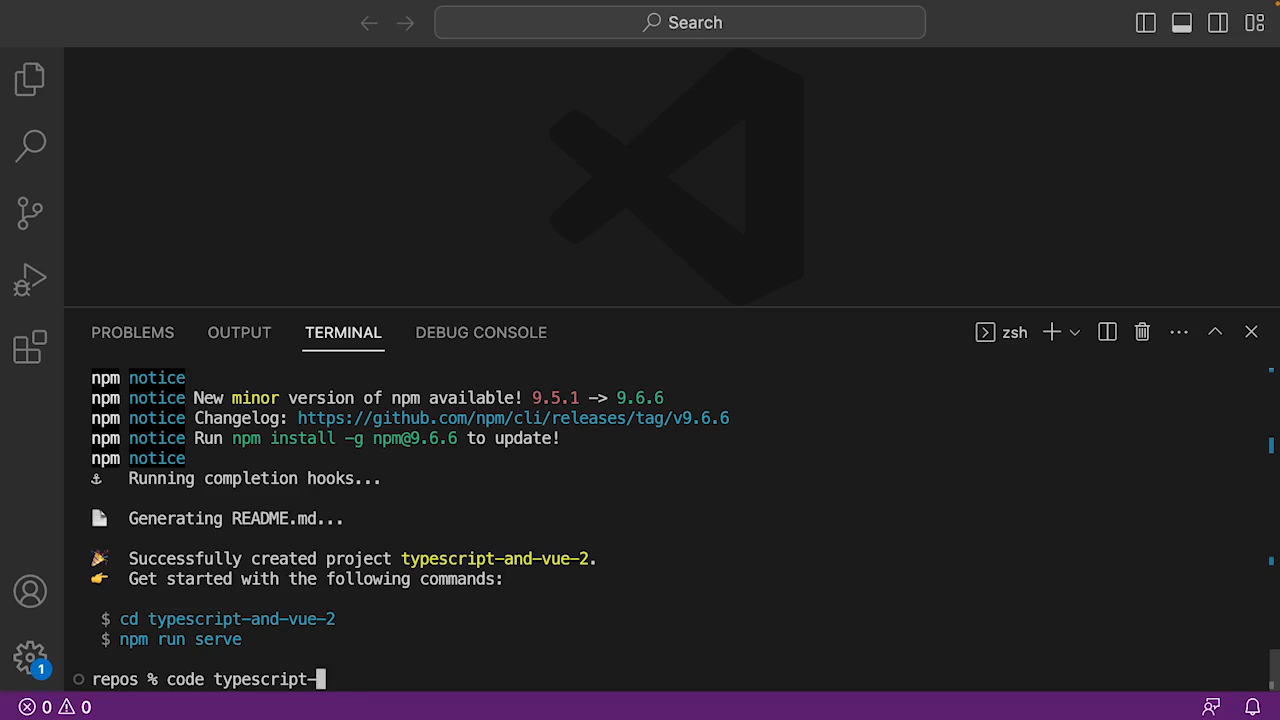 Search
PROBLEMS OUTPUT TERMINAL DEBUG CONSOLE zsh
npm notice
npm notice New minor version of npm available! 9.5.1 -> 9.6.6
npm notice Changelog: https://github.com/npm/cli/releases/tag/v9.6.6
npm notice Run npm install -g npm@9.6.6 to update!
npm notice
Running completion hooks...
Generating README.md...
Successfully created project typescript-and-vue-2.
Get started with the following commands:
$ cd typescript-and-vue-2
$ npm run serve
1
repos % code typescript-
0 0